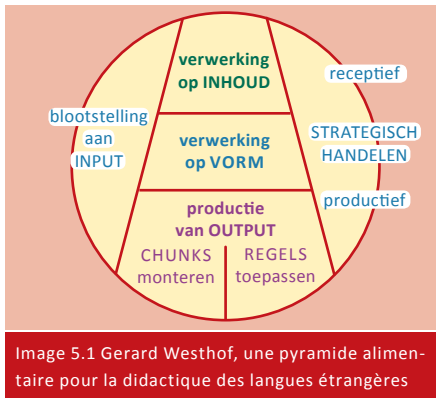 verwerking
op INHOUD
receptief
blootstelling
aan
INPUT
STRATEGISCH
HANDELEN
verwerking
op VORM
productief
productie
van OUTPUT
CHUNKS
monteren
REGELS
toepassen
Image 5.1 Gerard Westhof, une pyramide alimen-
taire pour la didactique des langues étrangères